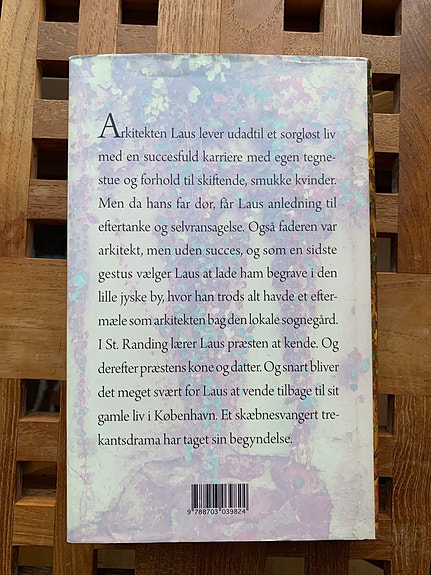 Arkitekten Laus lever udadtil et sorgløst liv
med en succesfuld karriere med egen tegne-
stue og forhold til skiftende, smukke kvinder.
Men da hans far dør, får Laus anledning til
eftertanke og selvransagelse. Også faderen var
arkitekt, men uden succes, og som en sidste
gestus vælger Laus at lade ham begrave i den
lille jyske by, hvor han trods alt havde et efter-
mæle som arkitekten bag den lokale sognegård.
I St. Randing lærer Laus præsten at kende. Og
derefter præstens kone og datter. Og snart bliver
det meget svært for Laus at vende tilbage til sit
gamle liv i København. Et skæbnesvangert tre-
kantsdrama har taget sin begyndelse.
9 788703 039824